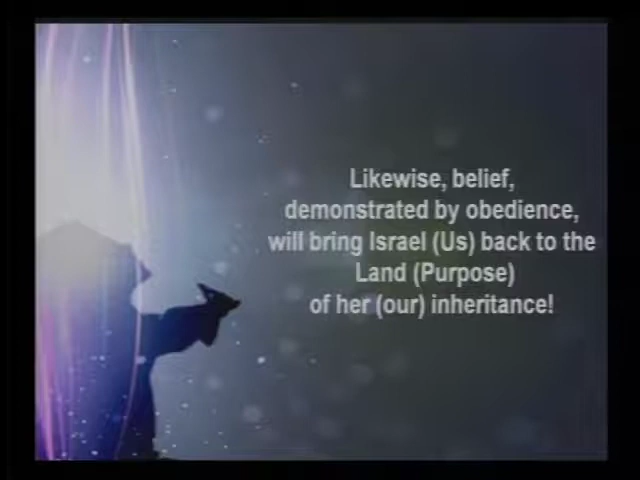 Likewise, belief,
demonstrated by obedience,
will bring Israel (Us) back to the
Land (Purpose)
of her (our) inheritance!